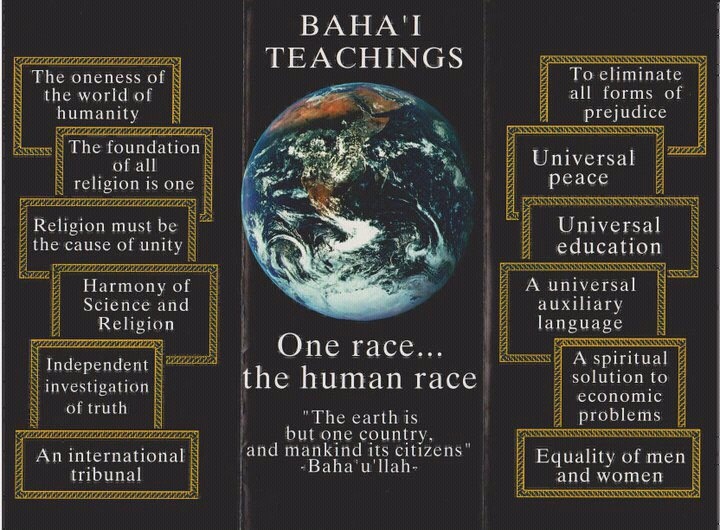 BAHA'I
TEACHINGS
The oneness of
the world of
humanity
The foundation
of all
religion is one
Religion must be
the cause of unity
Harmony of
Science and
Religion
Independent
investigation
of truth
An international
tribunal
One race...
the human race
"The earth is
but one country,
and mankind its citizens"
-Baha'u'llah-
To eliminate
all forms of
prejudice
Universal
peace
Universal
education
A universal
auxiliary
language
A spiritual
solution to
economic
problems
Equality of men
and women